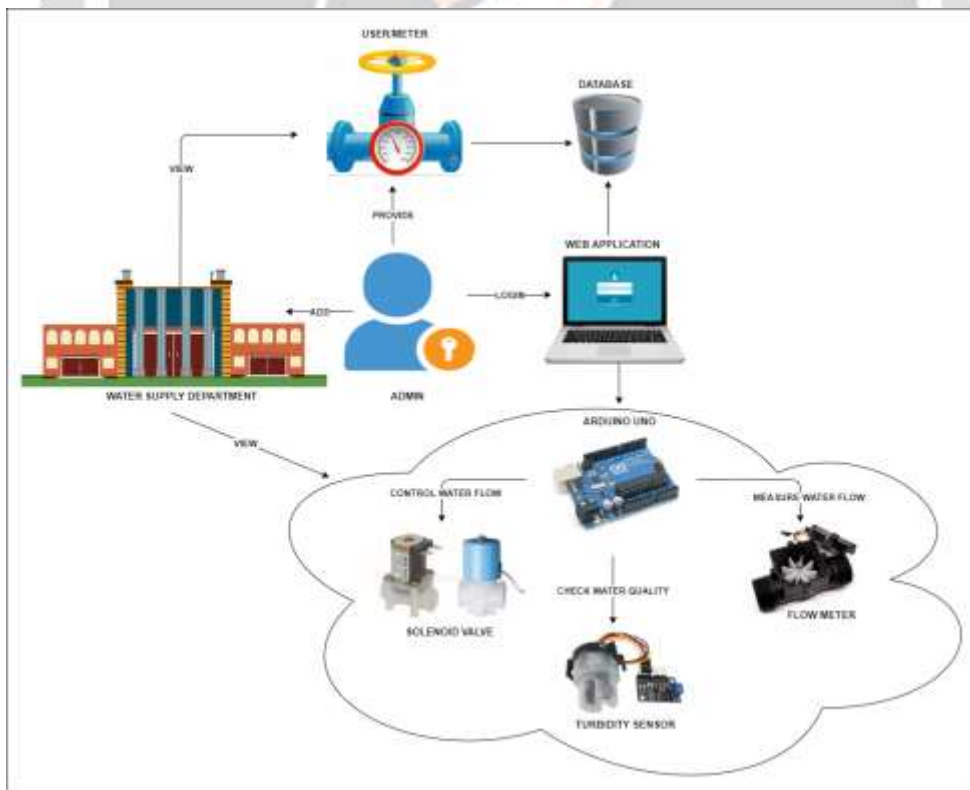 USER/METER
DATABASE
VIEW
PROVIDE
WEB APPLICATION
LOGIN
ADD
WATER SUPPLY DEPARTMENT
ADMIN
VIEW
ARDUINO UNO
CONTROL WATER FLOW
MEASURE WATER FLOW
CHECK WATER QUALITY
FLOW METER
SOLENOID VALVE
TURBIDITY SENSOR